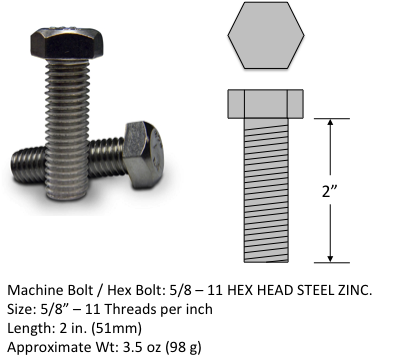 2”
Machine Bolt / Hex Bolt: 5/8 – 11 HEX HEAD STEEL ZINC.
Size: 5/8” – 11 Threads per inch
Length: 2 in. (51mm)
Approximate Wt: 3.5 oz (98 g)